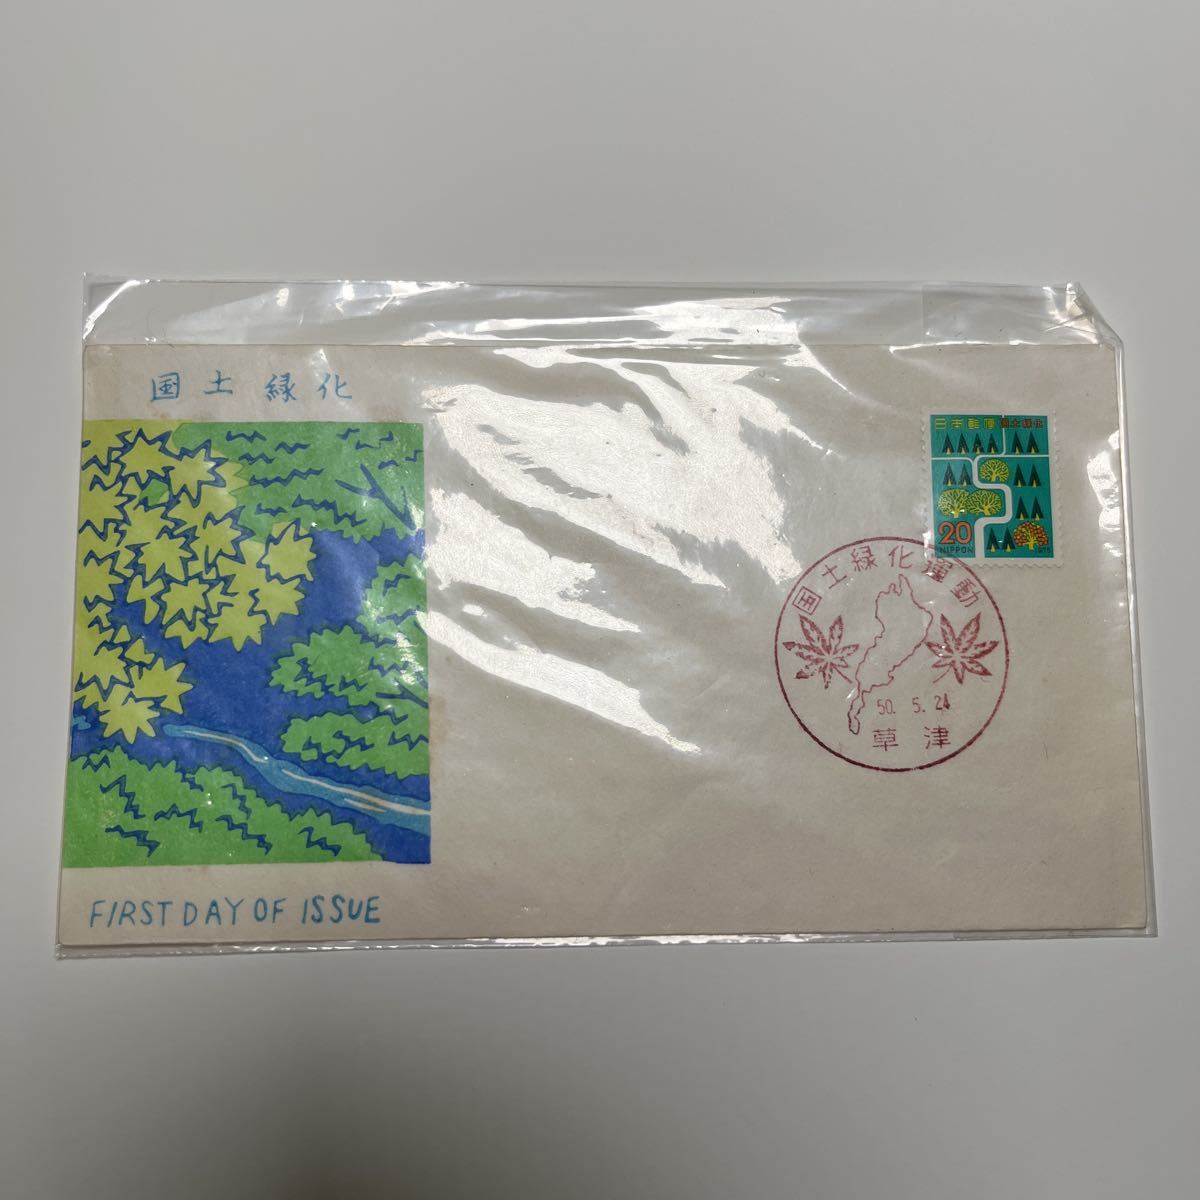 国土緑化
日本郵便 国土緑化
20
NIPPON 1975
国土緑化運動
50. 5. 24
草津
FIRST DAY OF ISSUE